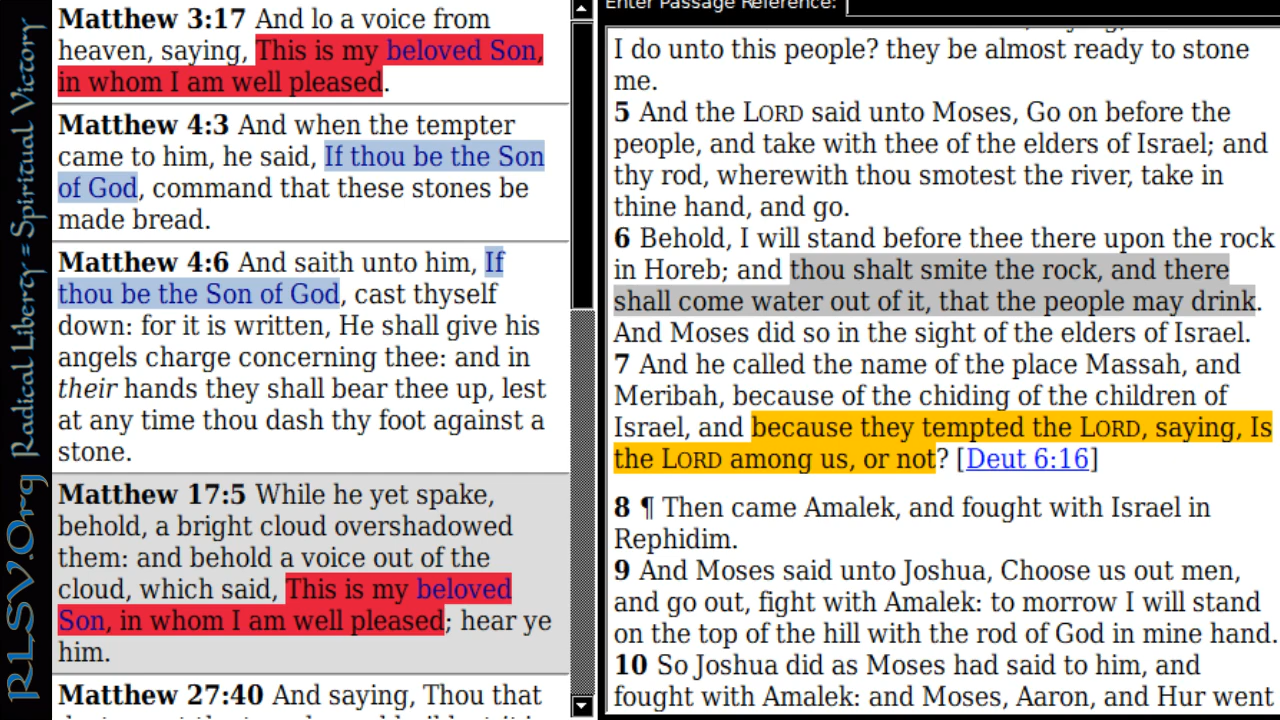 RLSV.Org Radical Liberty = Spiritual Victory
Matthew 3:17 And lo a voice from
heaven, saying, This is my beloved Son,
in whom I am well pleased.
Matthew 4:3 And when the tempter
came to him, he said, If thou be the Son
of God, command that these stones be
made bread.
Matthew 4:6 And saith unto him, If
thou be the Son of God, cast thyself
down: for it is written, He shall give his
angels charge concerning thee: and in
their hands they shall bear thee up, lest
at any time thou dash thy foot against a
stone.
Matthew 17:5 While he yet spake,
behold, a bright cloud overshadowed
them: and behold a voice out of the
cloud, which said, This is my beloved
Son, in whom I am well pleased; hear ye
him.
Matthew 27:40 And saying, Thou that
Enter Passage Reference:
I do unto this people? they be almost ready to stone
me.
5 And the LORD said unto Moses, Go on before the
people, and take with thee of the elders of Israel; and
thy rod, wherewith thou smotest the river, take in
thine hand, and go.
6 Behold, I will stand before thee there upon the rock
in Horeb; and thou shalt smite the rock, and there
shall come water out of it, that the people may drink.
And Moses did so in the sight of the elders of Israel.
7 And he called the name of the place Massah, and
Meribah, because of the chiding of the children of
Israel, and because they tempted the LORD, saying, Is
the LORD among us, or not? [Deut 6:16]
8 ¶ Then came Amalek, and fought with Israel in
Rephidim.
9 And Moses said unto Joshua, Choose us out men,
and go out, fight with Amalek: to morrow I will stand
on the top of the hill with the rod of God in mine hand.
10 So Joshua did as Moses had said to him, and
fought with Amalek: and Moses, Aaron, and Hur went